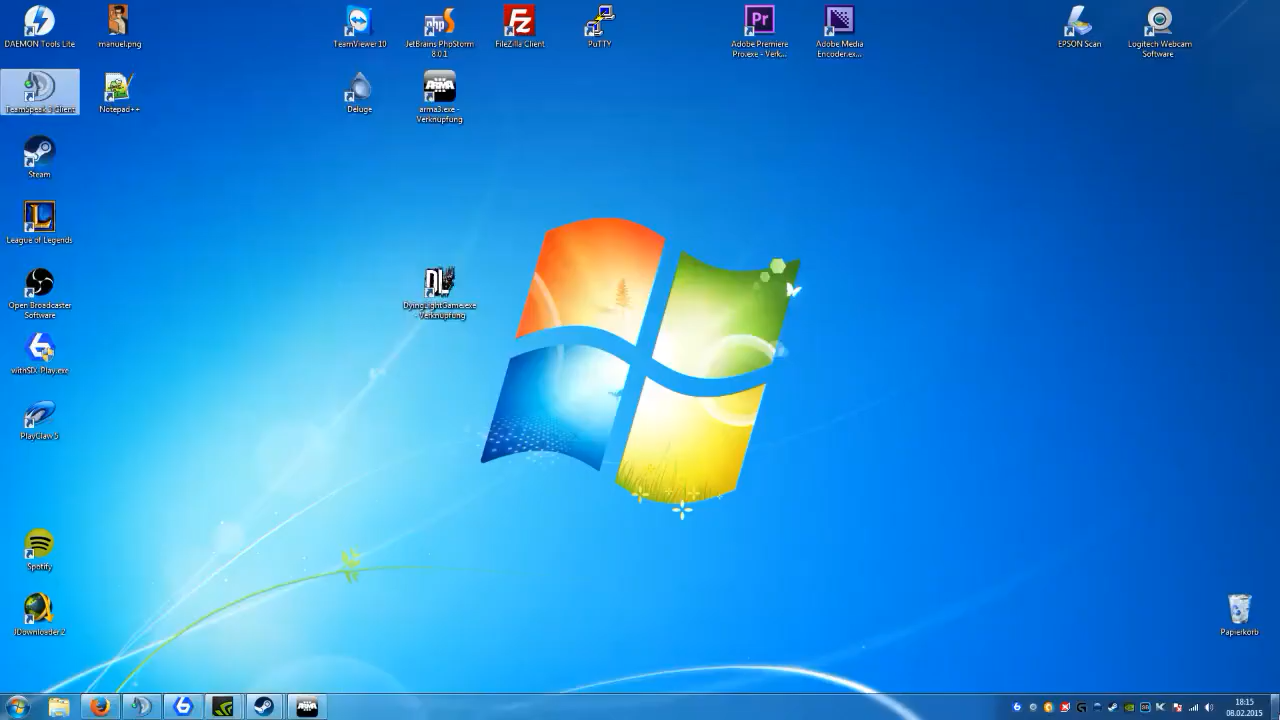 DAEMON Tools Lite
manuel.png
TeamViewer 10
JetBrains PhpStorm
8.0.1
FileZilla Client
PuTTY
Adobe Premiere
Pro.exe - Verk...
Adobe Media
Encoder.ex...
EPSON Scan
Logitech Webcam
Software
TeamSpeak 3 Client
Notepad++
Deluge
arma3.exe -
Verknüpfung
Steam
League of Legends
Open Broadcaster
Software
DyingLightGame.exe
- Verknüpfung
withSIX-Play.exe
PlayClaw 5
Spotify
JDownloader 2
Papierkorb
18:15
08.02.2015